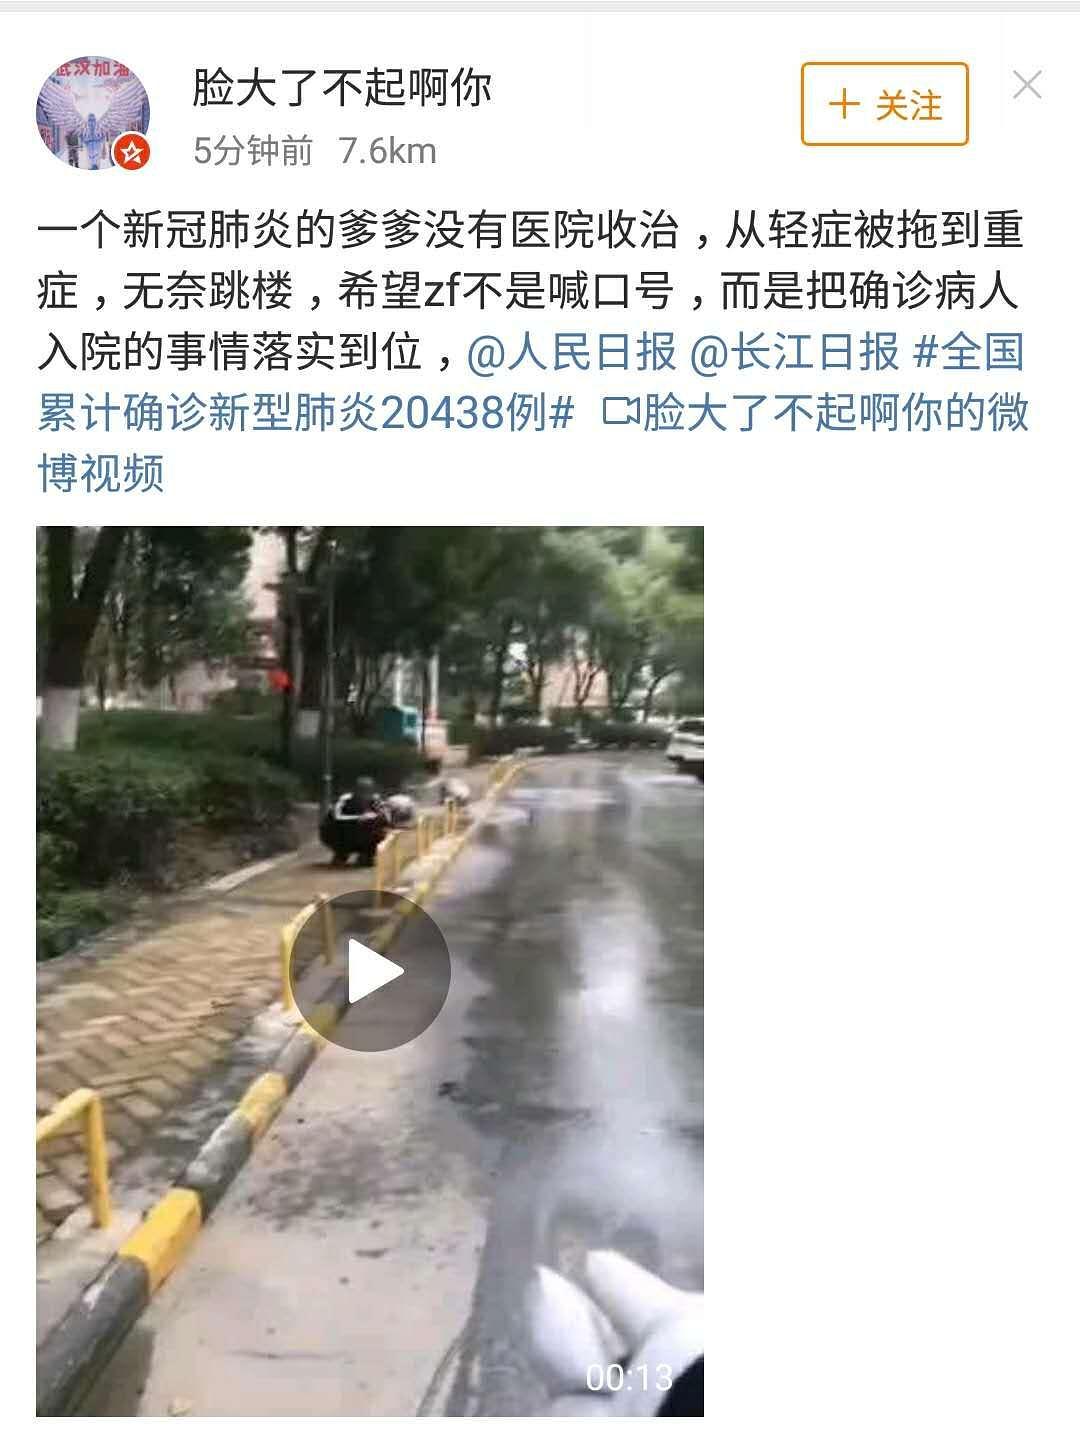 武汉加油
脸大了不起啊你
关注
5分钟前 7.6km
一个新冠肺炎的爹爹没有医院收治，从轻症被拖到重
症，无奈跳楼，希望zf不是喊口号，而是把确诊病人
入院的事情落实到位，@人民日报 @长江日报 #全国
累计确诊新型肺炎20438例# 脸大了不起啊你的微
博视频
00:13